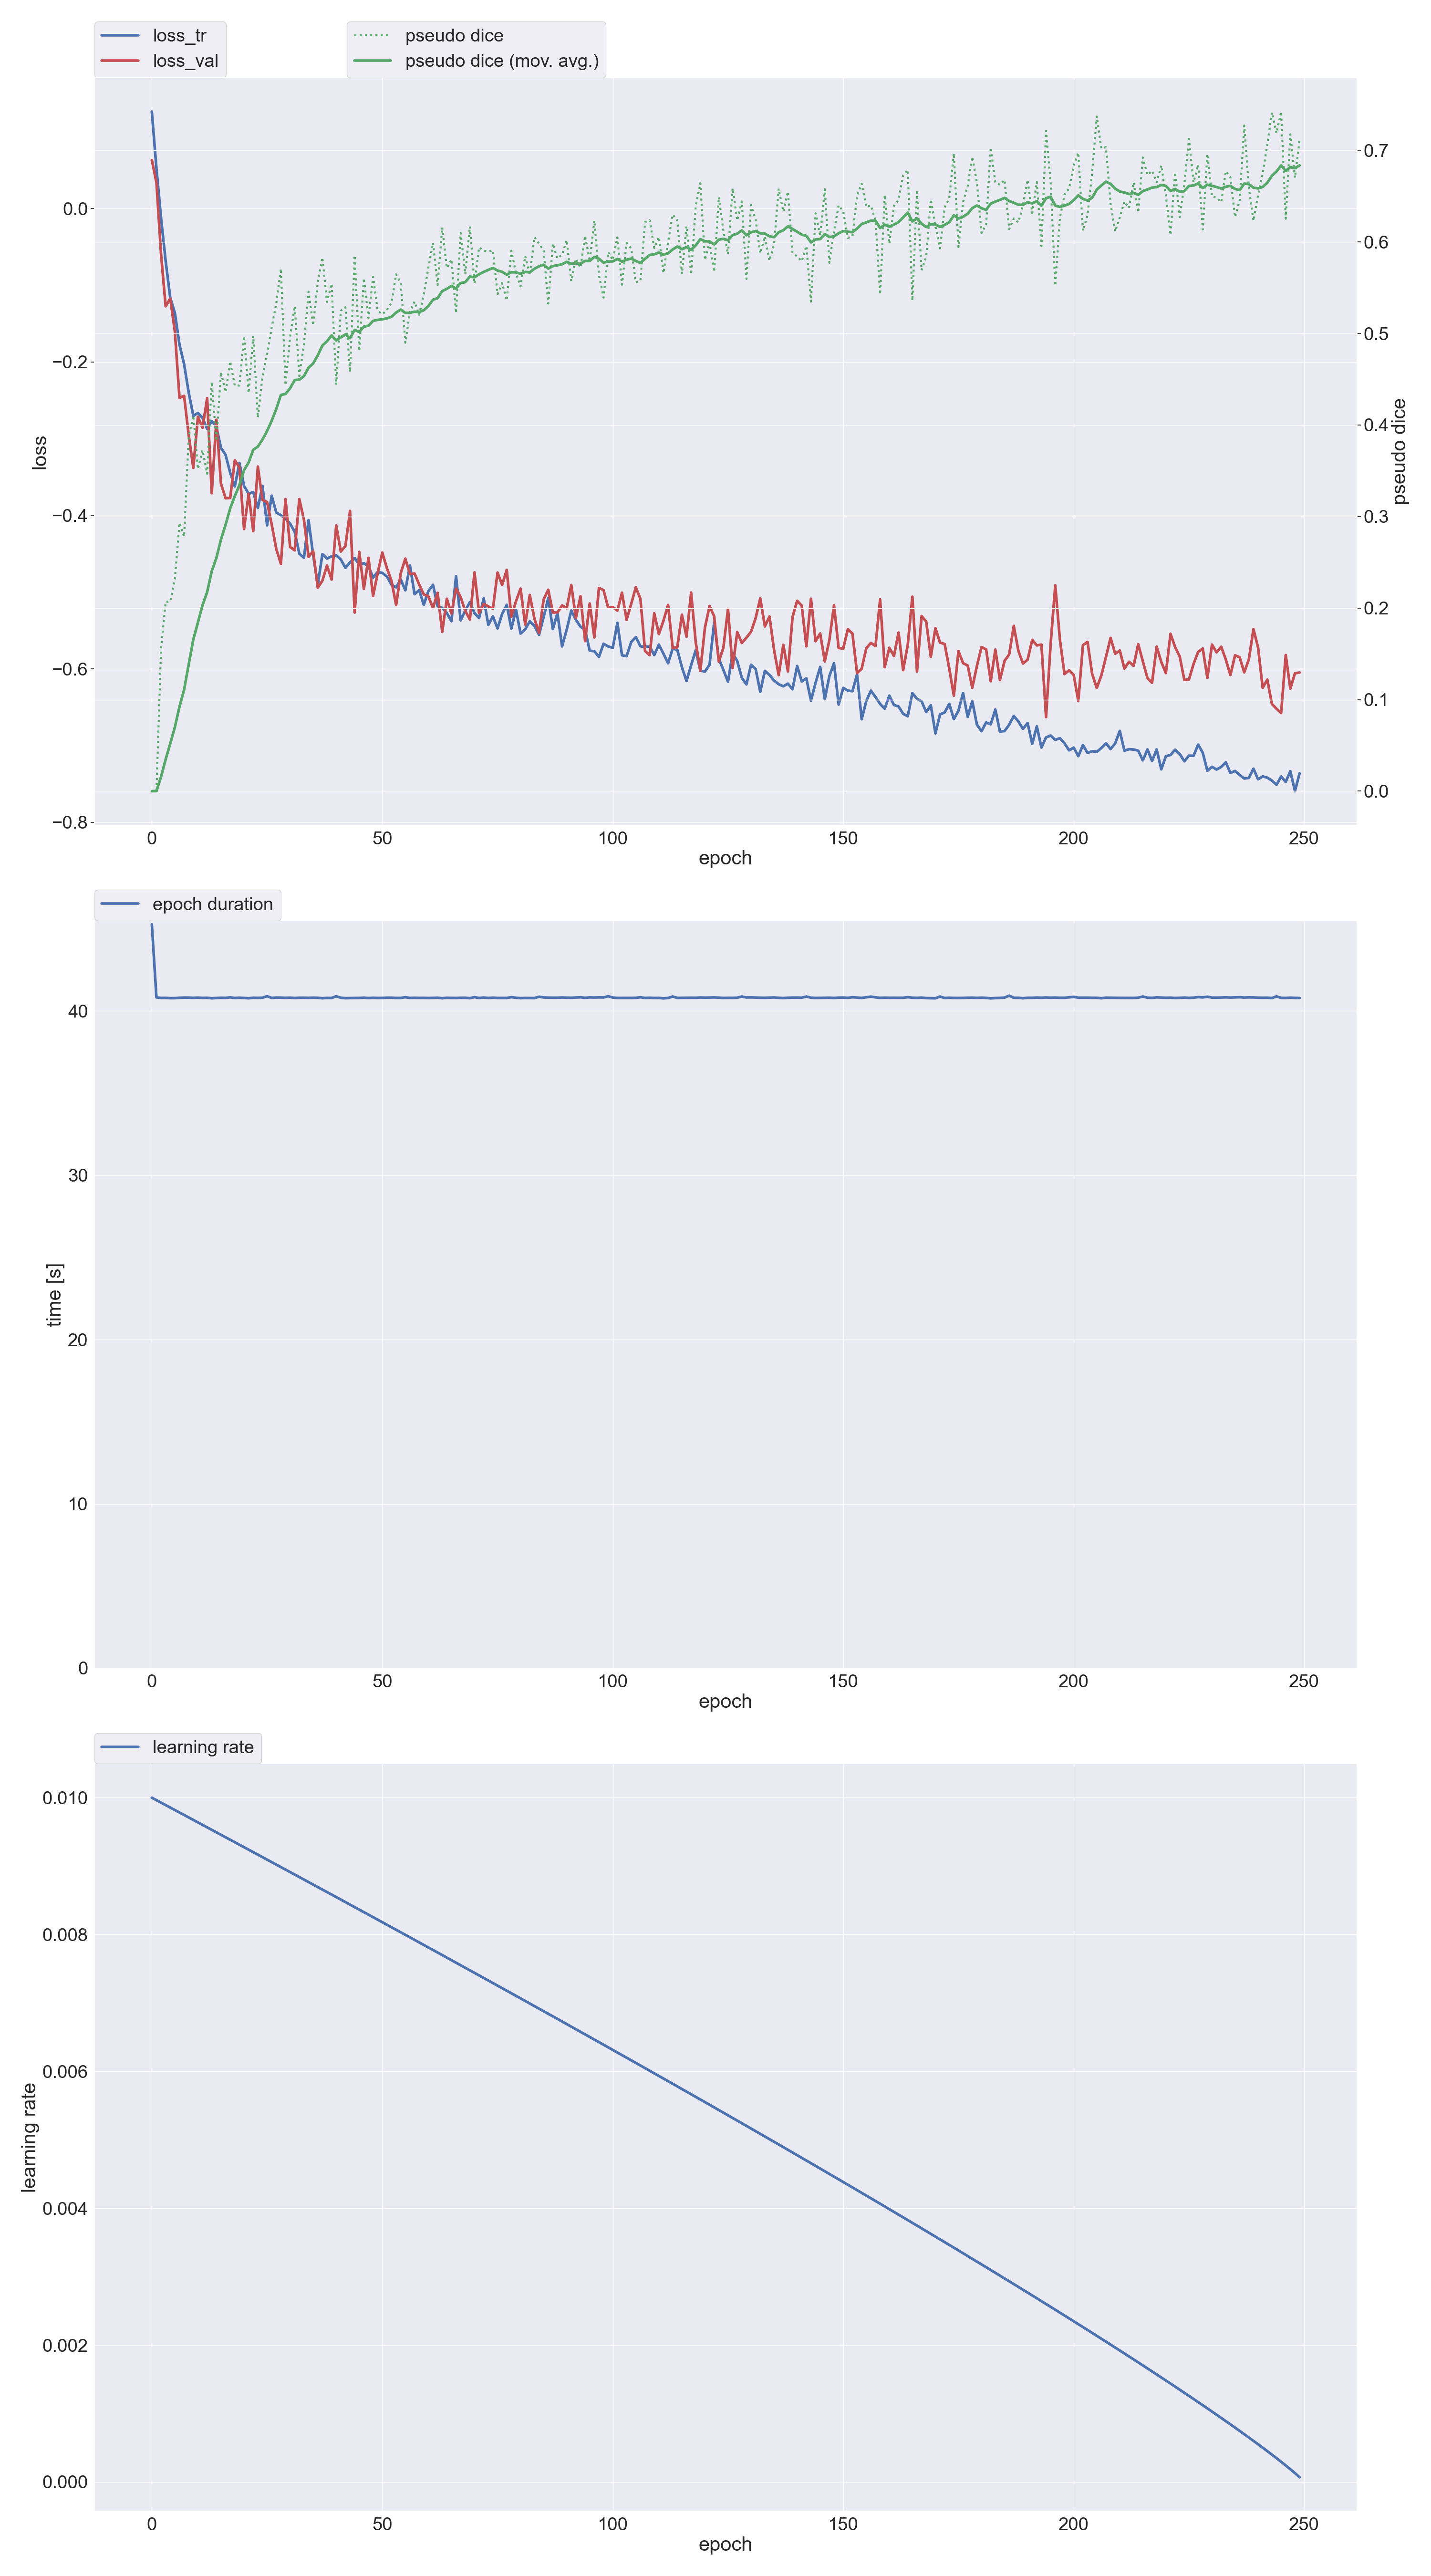 loss_tr
loss_val
pseudo dice
pseudo dice (mov. avg.)
0.0
−0.2
−0.4
−0.6
−0.8
loss
0.7
0.6
0.5
0.4
0.3
0.2
0.1
0.0
pseudo dice
0 50 100 150 200 250
epoch
epoch duration
40
30
20
10
0
time [s]
0 50 100 150 200 250
epoch
learning rate
0.010
0.008
0.006
0.004
0.002
0.000
learning rate
0 50 100 150 200 250
epoch